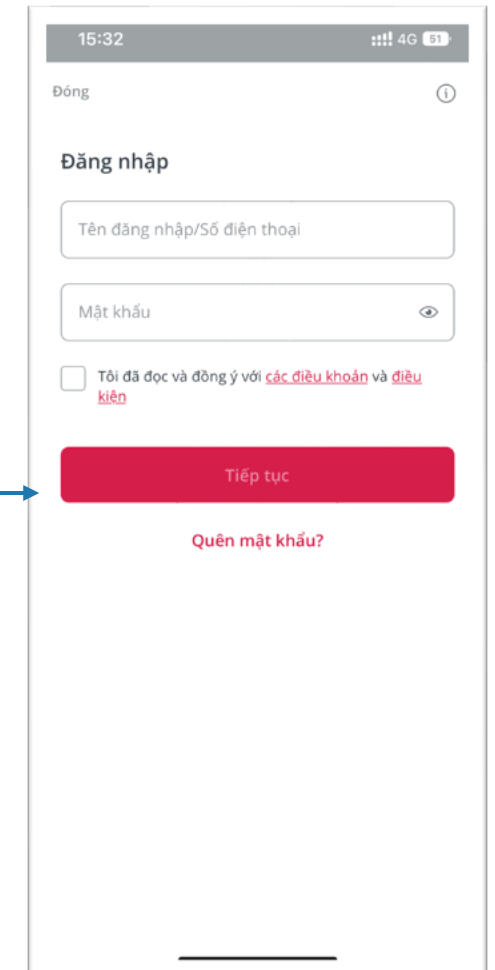 15:32 4G 51
Đóng
Đăng nhập
Tên đăng nhập/Số điện thoại
Mật khẩu
Tôi đã đọc và đồng ý với các điều khoản và điều
kiện
Tiếp tục
Quên mật khẩu?